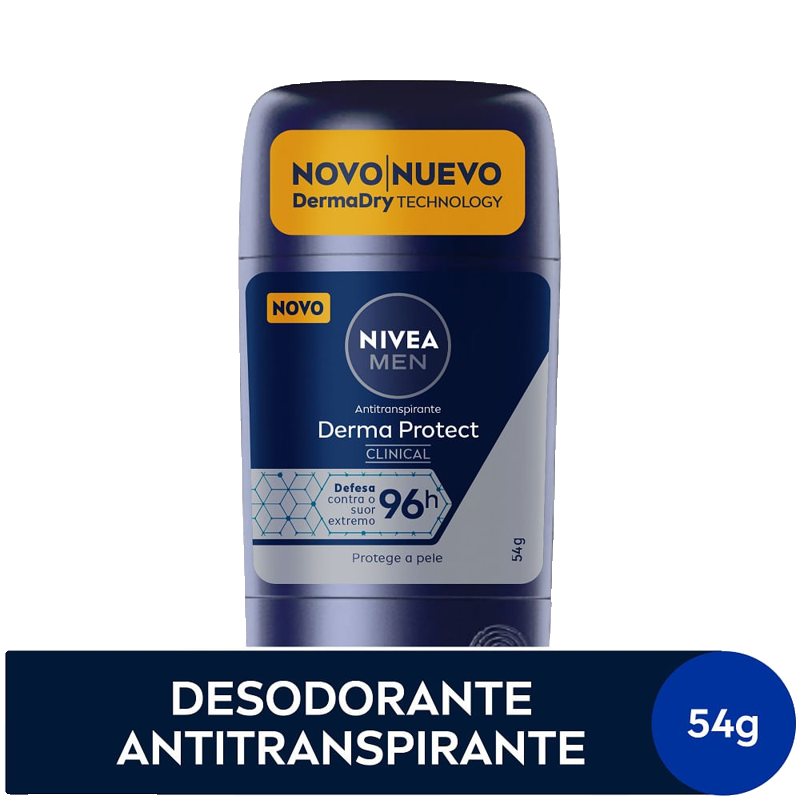 NOVO|NUEVO
DermaDry TECHNOLOGY
NOVO
NIVEA
MEN
Antitranspirante
Derma Protect
CLINICAL
Defesa
contra o
suor
extremo
96h
Protege a pele
54g
DESODORANTE
ANTITRANSPIRANTE
54g